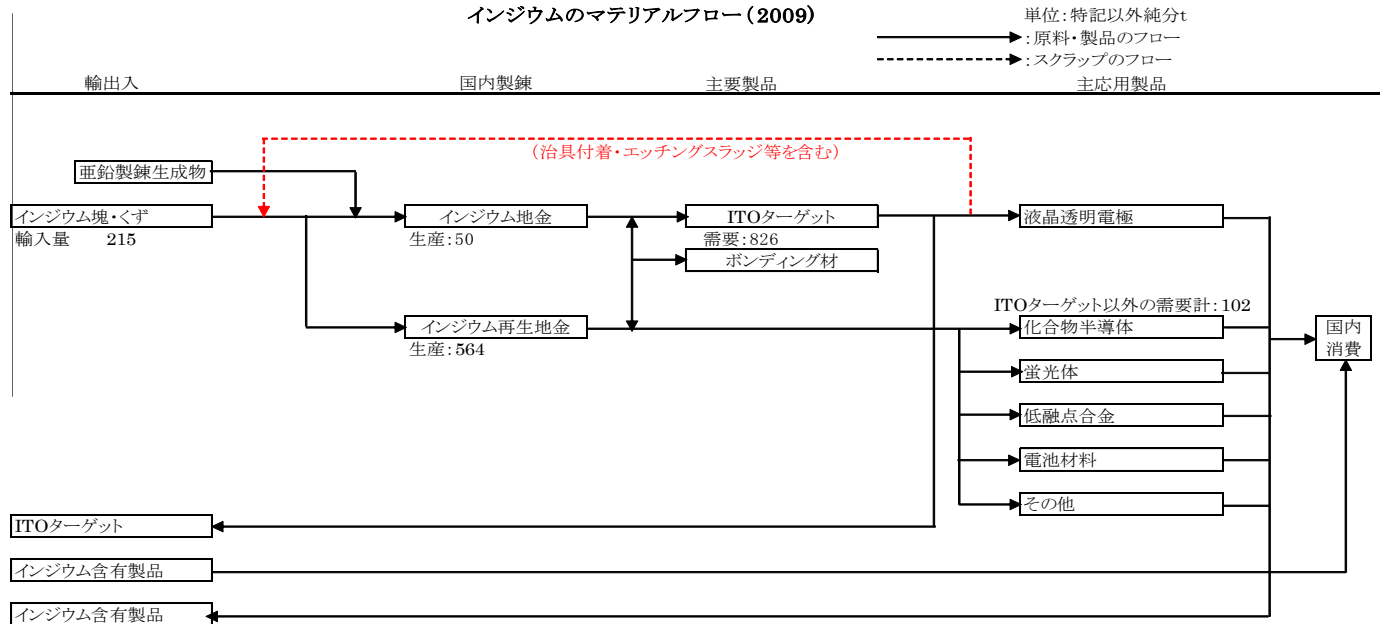 インジウムのマテリアルフロー(2009)
単位:特記以外純分t
:原料・製品のフロー
:スクラップのフロー
輸出入
国内製錬
主要製品
主応用製品
(治具付着・エッチングスラッジ等を含む)
亜鉛製錬生成物
インジウム塊・くず
輸入量 215
インジウム地金
生産:50
ITOターゲット
需要:826
ボンディング材
液晶透明電極
ITOターゲット以外の需要計:102
インジウム再生地金
生産:564
化合物半導体
蛍光体
低融点合金
電池材料
その他
国内
消費
ITOターゲット
インジウム含有製品
インジウム含有製品